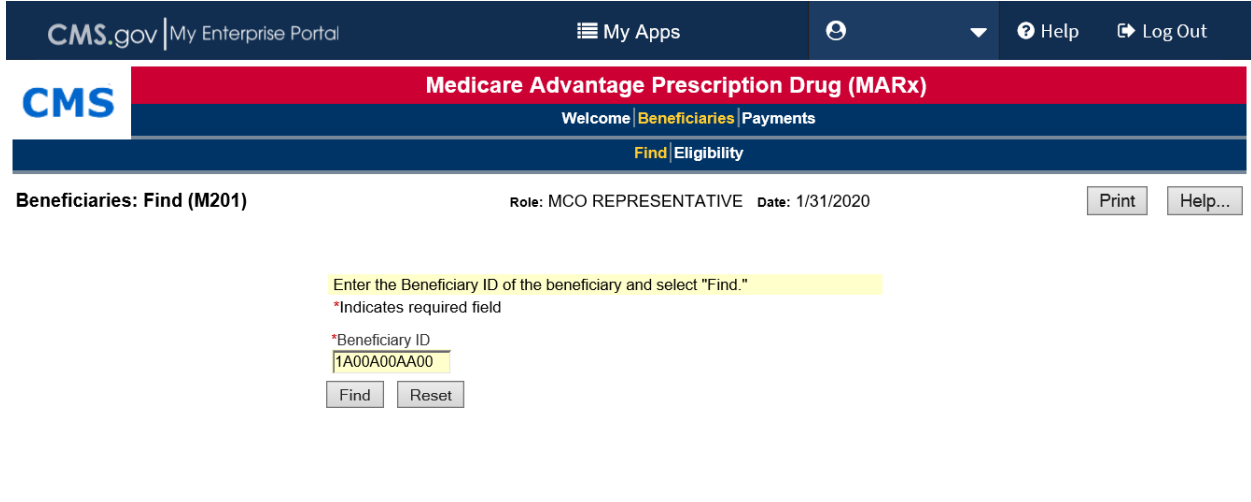 CMS.gov My Enterprise Portal My Apps Help Log Out
CMS
Medicare Advantage Prescription Drug (MARx)
Welcome|Beneficiaries|Payments
Find|Eligibility
Beneficiaries: Find (M201) Role: MCO REPRESENTATIVE Date: 1/31/2020 Print Help...
Enter the Beneficiary ID of the beneficiary and select "Find."
*Indicates required field
*Beneficiary ID
1A00A00AA00
Find Reset